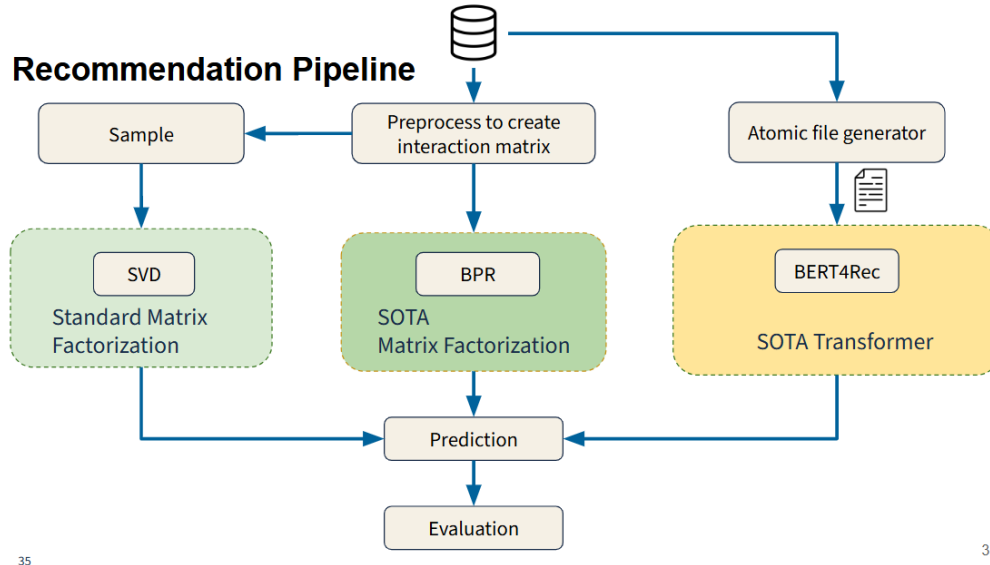 Recommendation Pipeline
Sample
Preprocess to create
interaction matrix
Atomic file generator
SVD
Standard Matrix
Factorization
BPR
SOTA
Matrix Factorization
BERT4Rec
SOTA Transformer
Prediction
Evaluation
35
3